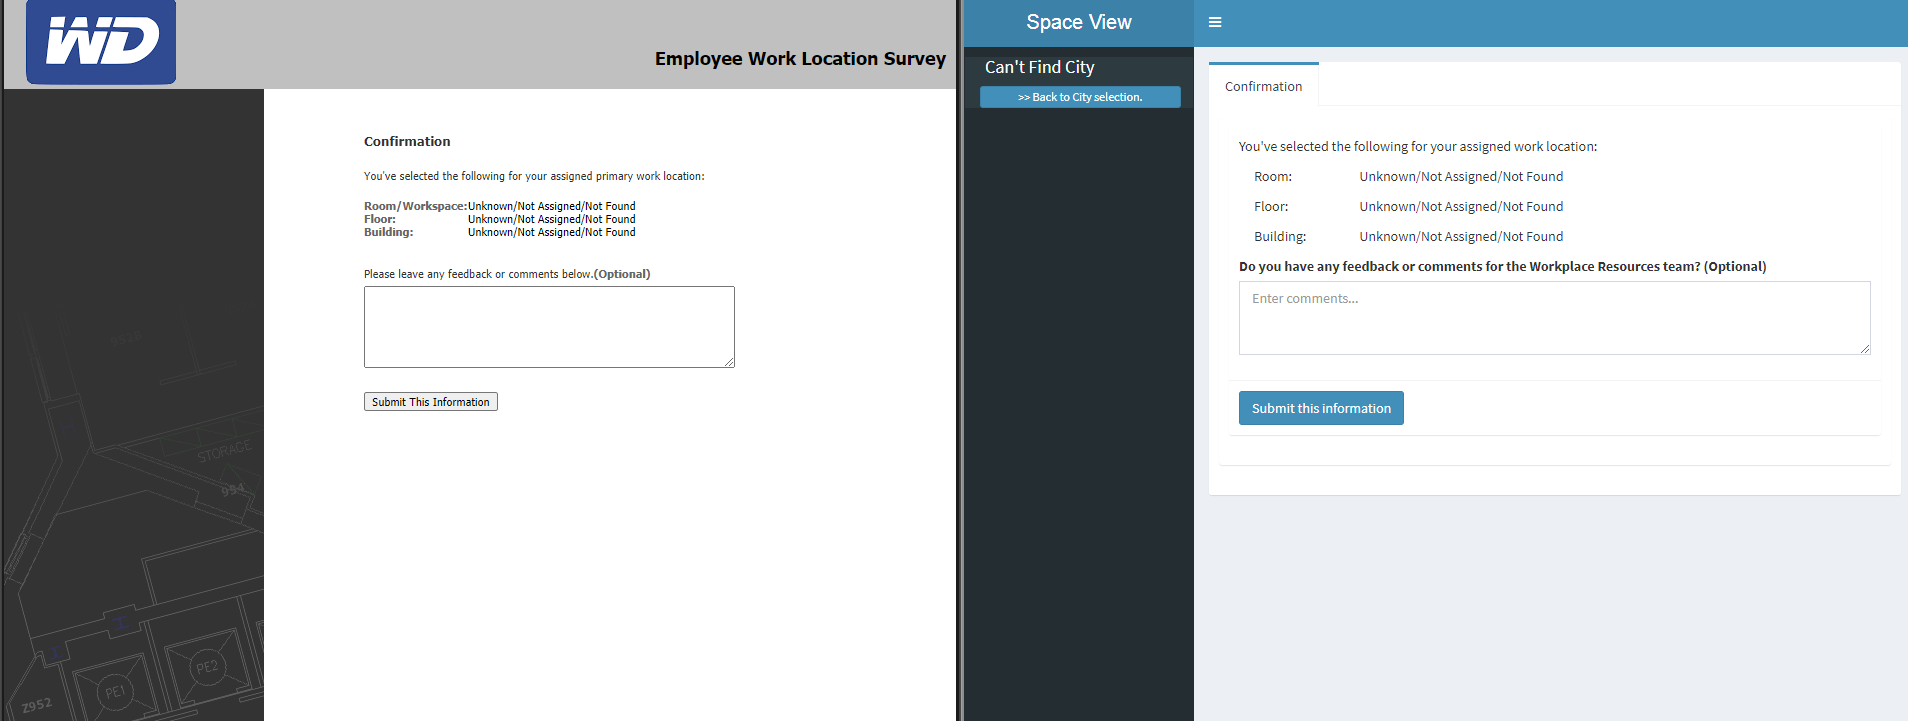 WD
Employee Work Location Survey
Confirmation
You've selected the following for your assigned primary work location:
Room/Workspace:Unknown/Not Assigned/Not Found
Floor: Unknown/Not Assigned/Not Found
Building: Unknown/Not Assigned/Not Found
Please leave any feedback or comments below.(Optional)
Submit This Information
STORAGE
994
PE2
PE1
Z952
Space View
Can't Find City
>> Back to City selection.
Confirmation
You've selected the following for your assigned work location:
Room: Unknown/Not Assigned/Not Found
Floor: Unknown/Not Assigned/Not Found
Building: Unknown/Not Assigned/Not Found
Do you have any feedback or comments for the Workplace Resources team? (Optional)
Enter comments...
Submit this information